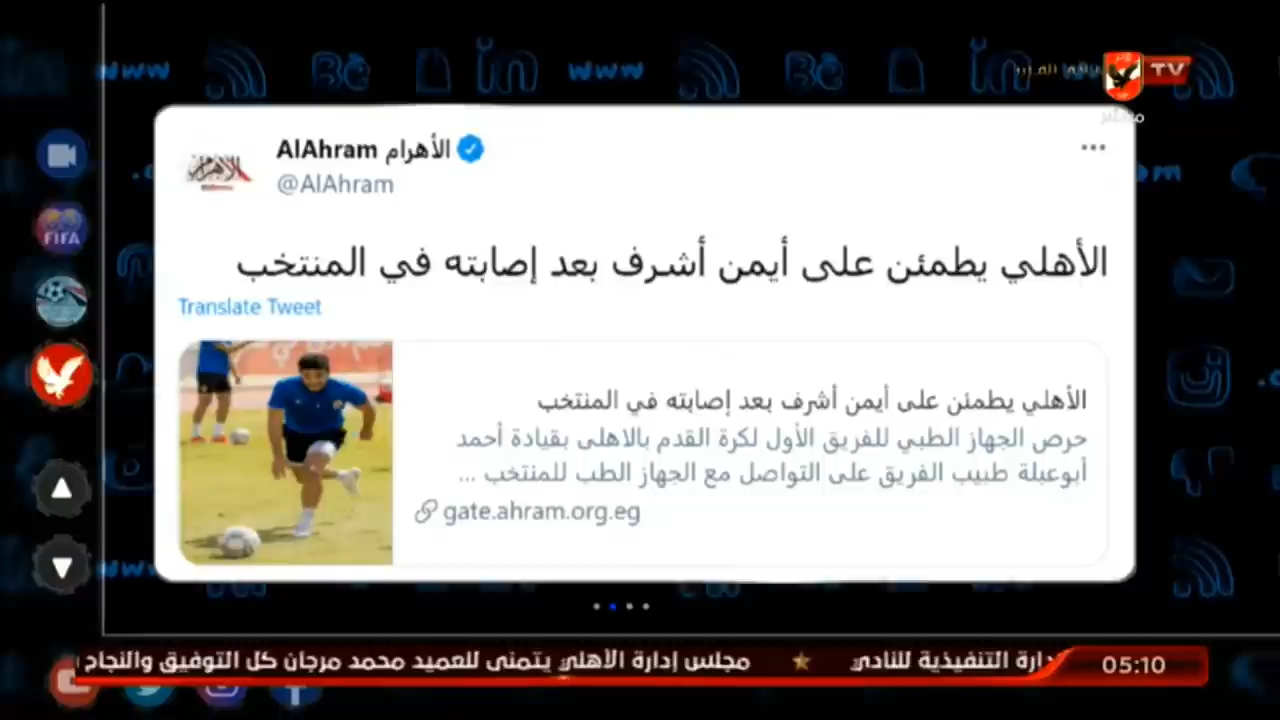 TV
مباشر
AlAhram الأهرام
@AlAhram
الأهلي يطمئن على أيمن أشرف بعد إصابته في المنتخب
Translate Tweet
الأهلي يطمئن على أيمن أشرف بعد إصابته في المنتخب
حرص الجهاز الطبي للفريق الأول لكرة القدم بالاهلى بقيادة أحمد
أبوعبلة طبيب الفريق على التواصل مع الجهاز الطب للمنتخب ...
gate.ahram.org.eg
FIFA
التنفيذية للنادي ★ مجلس إدارة الأهلي يتمنى للعميد محمد مرجان كل التوفيق والنجاح
05:10